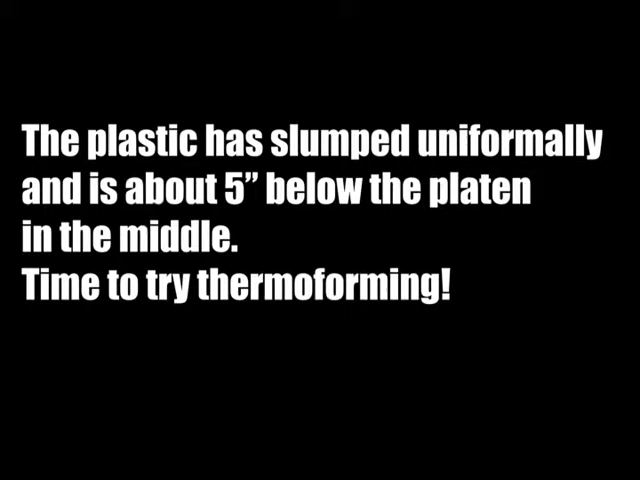 The plastic has slumped uniformally
and is about 5” below the platen
in the middle.
Time to try thermoforming!